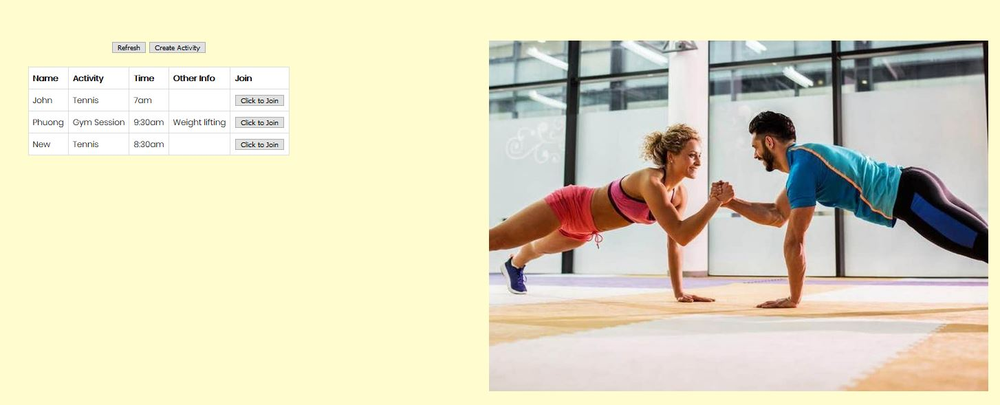 Refresh Create Activity
Name Activity Time Other Info Join
John Tennis 7am Click to Join
Phuong Gym Session 9:30am Weight lifting Click to Join
New Tennis 8:30am Click to Join